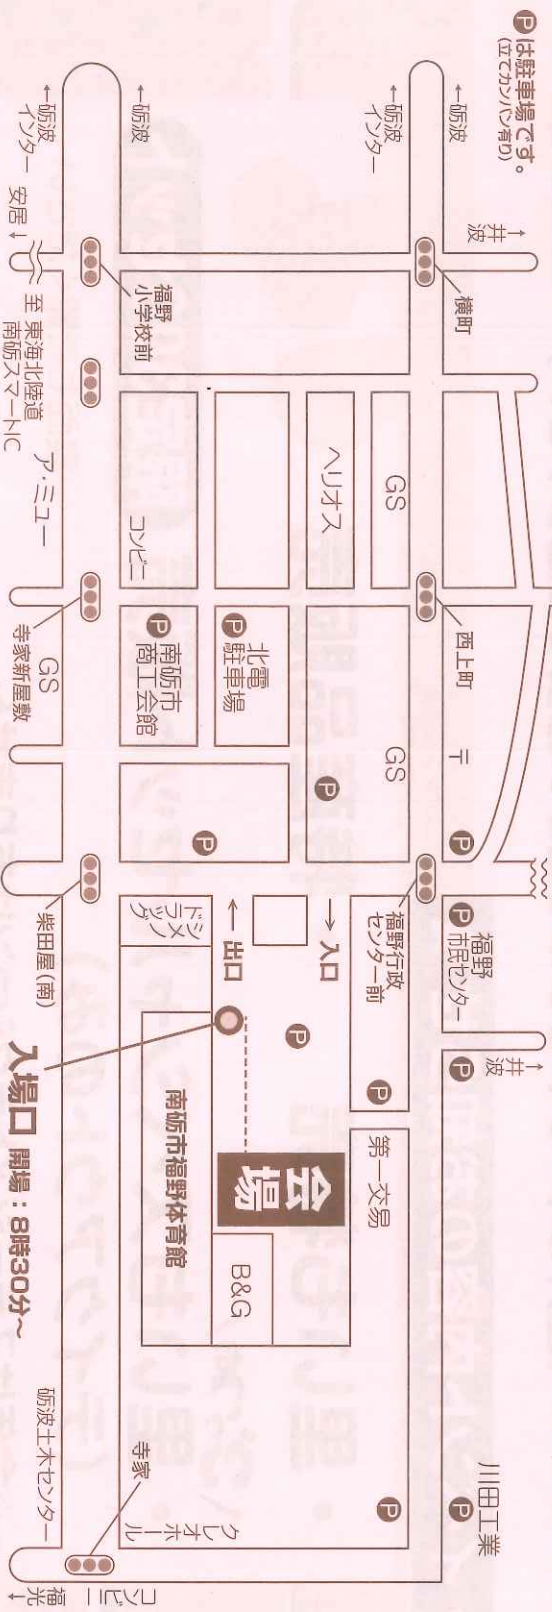 Ⓟは駐車場です。
(立てカンバン有り)
←砺波
←砺波
インター
↑井波
横町
西上町
〒
Ⓟ
福野行政
センター前
Ⓟ福野
市民センター
↑井波
Ⓟ
川田工業
Ⓟ
GS
ヘリオス
GS
Ⓟ
→入口
←出口
Ⓟ
Ⓟ
第一交易
会場
B&G
南砺市福野体育館
Ⓟ
クレオホール
←砺波
←砺波
インター
安居↓
福野
小学校前
至 東海北陸道
南砺スマートIC
ア・ミュー
コンビニ
Ⓟ北電
駐車場
Ⓟ南砺市
商工会館
Ⓟ
シメノ
ドラッグ
GS
寺家新屋敷
柴田屋(南)
入場口 開場：8時30分～
砺波土木センター
寺家
コンビニ
福光↓